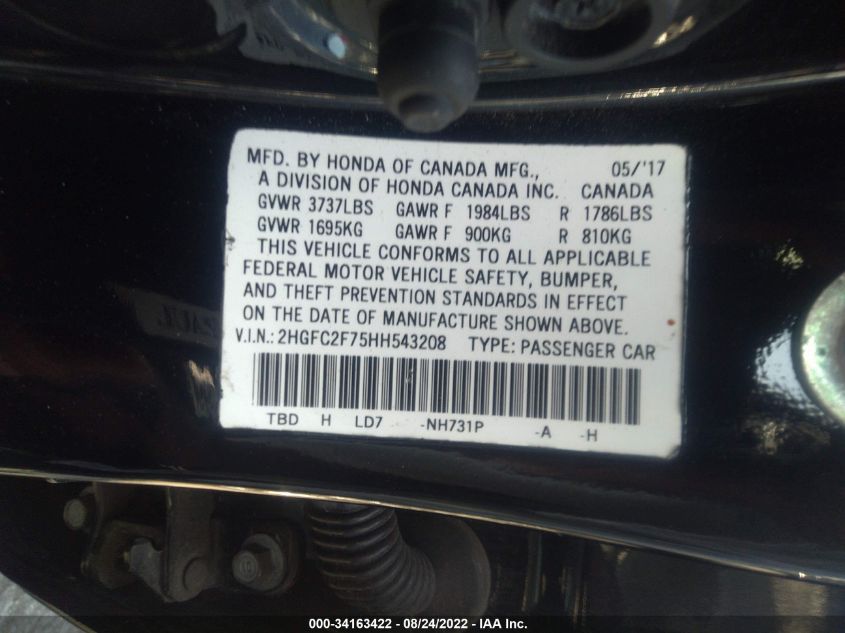 MFD. BY HONDA OF CANADA MFG., 05/'17
A DIVISION OF HONDA CANADA INC. CANADA
GVWR 3737LBS GAWR F 1984LBS R 1786LBS
GVWR 1695KG GAWR F 900KG R 810KG
THIS VEHICLE CONFORMS TO ALL APPLICABLE
FEDERAL MOTOR VEHICLE SAFETY, BUMPER,
AND THEFT PREVENTION STANDARDS IN EFFECT
ON THE DATE OF MANUFACTURE SHOWN ABOVE.
V.I.N.: 2HGFC2F75HH543208 TYPE: PASSENGER CAR
TBD H LD7 -NH731P -A -H
000-34163422 - 08/24/2022 - IAA Inc.